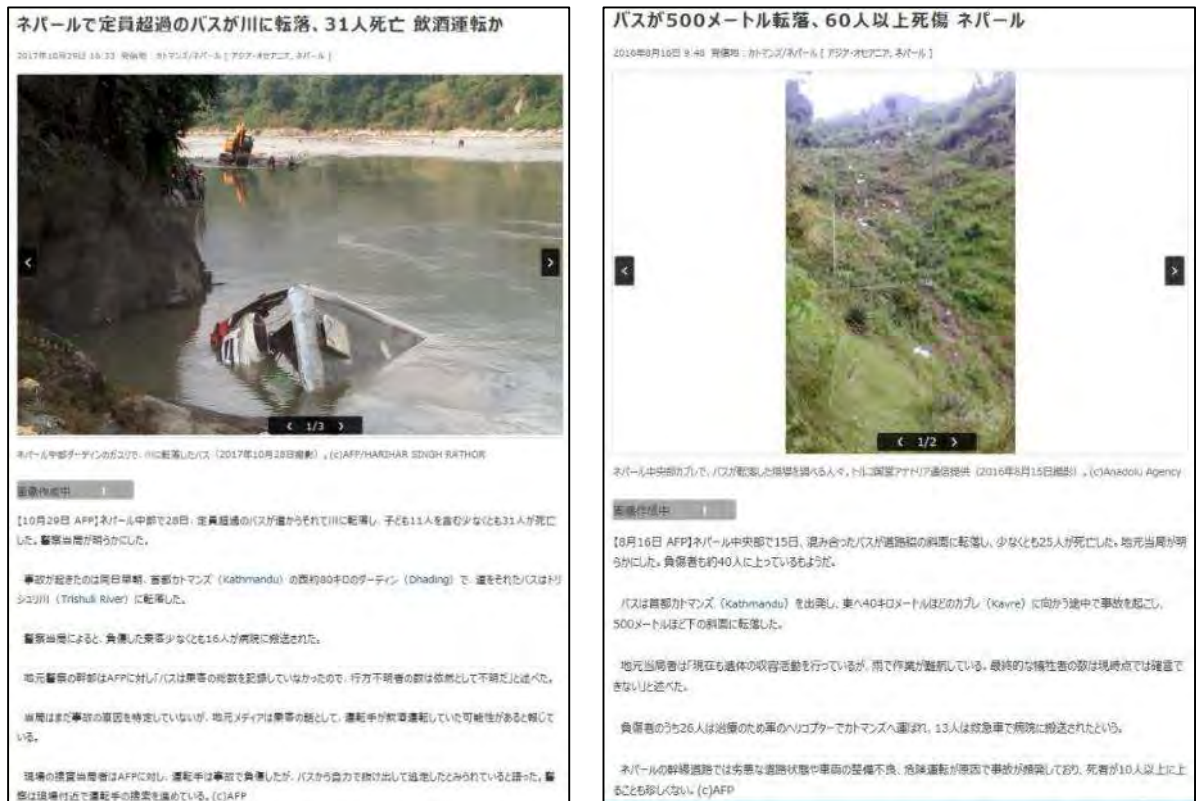 ネパールで定員超過のバスが川に転落、31人死亡 飲酒運転か
2017年10月29日 16:33 発信地:カトマンズ/ネパール [ アジア・オセアニア, ネパール ]
< 1/3 >
ネパール中部ダーディンのガユリで、川に転落したバス(2017年10月28日撮影)。(c)AFP/HARIHAR SINGH RATHOR
画像作成中
【10月29日 AFP】ネパール中部で28日、定員超過のバスが道からそれて川に転落し、子ども11人を含む少なくとも31人が死亡
した。警察当局が明らかにした。
事故が起きたのは同日早朝、首都カトマンズ(Kathmandu)の西約80キロのダーディン(Dhading)で、道をそれたバスはトリ
シュリ川(Trishuli River)に転落した。
警察当局によると、負傷した乗客少なくとも16人が病院に搬送された。
地元警察の幹部はAFPに対し「バスは乗客の総数を記録していなかったので、行方不明者の数は依然として不明だ」と述べた。
当局はまだ事故の原因を特定していないが、地元メディアは乗客の話として、運転手が飲酒運転していた可能性があると報じて
いる。
現場の捜査当局者はAFPに対し、運転手は事故で負傷したが、バスから自力で抜け出して逃走したとみられていると語った。警
察は現場付近で運転手の捜索を進めている。(c)AFP
バスが500メートル転落、60人以上死傷 ネパール
2016年8月16日 9:48 発信地:カトマンズ/ネパール [ アジア・オセアニア, ネパール ]
< 1/2 >
ネパール中央部カブレで、バスが転落した現場を調べる人々。トルコ国営アナトリア通信提供(2016年8月15日撮影)。(c)Anadolu Agency
画像作成中
【8月16日 AFP】ネパール中央部で15日、混み合ったバスが道路脇の斜面に転落し、少なくとも25人が死亡した。地元当局が明
らかにした。負傷者も約40人に上っているもようだ。
バスは首都カトマンズ(Kathmandu)を出発し、東へ40キロメートルほどのカブレ(Kavre)に向かう途中で事故を起こし、
500メートルほど下の斜面に転落した。
地元当局者は「現在も遺体の収容活動を行っているが、雨で作業が難航している。最終的な犠牲者の数は現時点では確言で
きない」と述べた。
負傷者のうち26人は治療のため軍のヘリコプターでカトマンズへ運ばれ、13人は救急車で病院に搬送されたという。
ネパールの幹線道路では劣悪な道路状態や車両の整備不良、危険運転が原因で事故が頻発しており、死者が10人以上に上
ることも珍しくない。(c)AFP